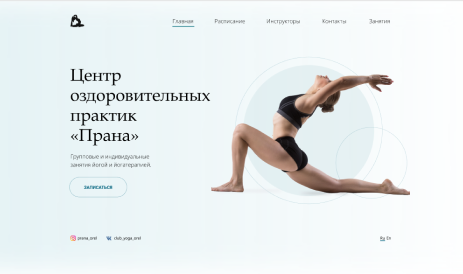 Главная Расписание Инструкторы Контакты Занятия
Центр
оздоровительных
практик
«Прана»
Групповые и индивидуальные
занятия йогой и йогатерапией.
ЗАПИСАТЬСЯ
prana_orel club_yoga_orel Ru En